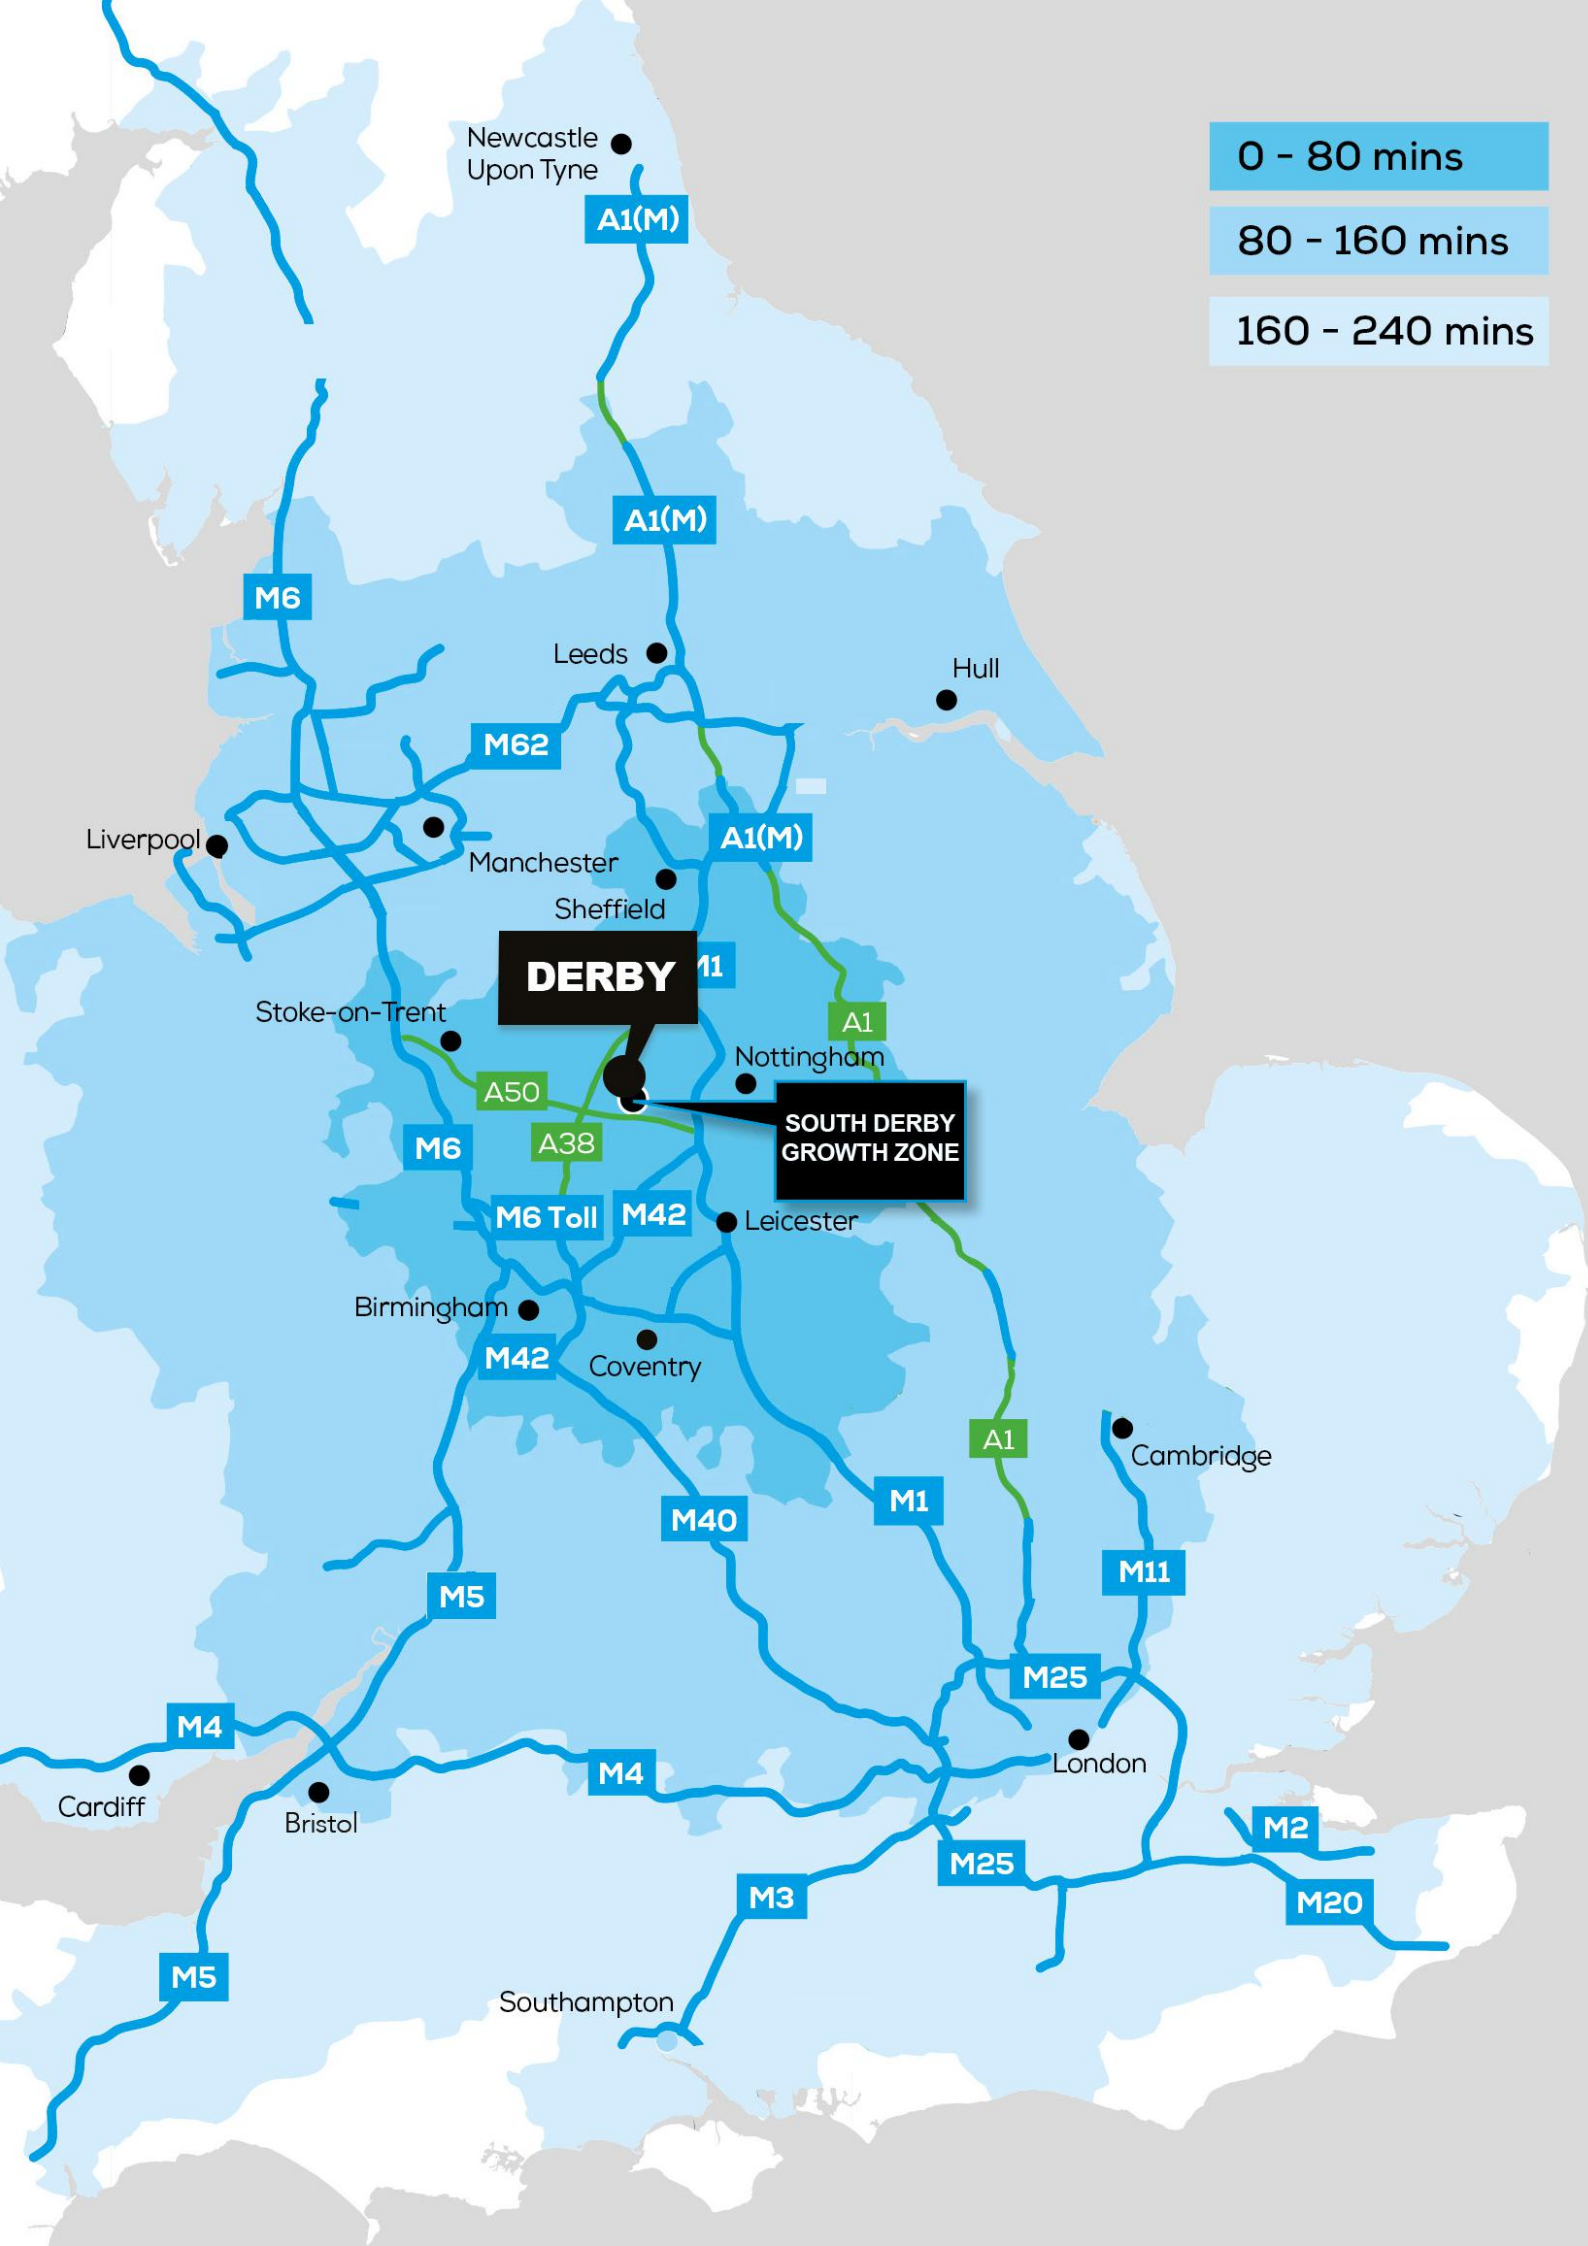 0 - 80 mins
80 - 160 mins
160 - 240 mins
Newcastle
Upon Tyne
A1(M)
A1(M)
M6
Leeds
Hull
M62
A1(M)
Liverpool
Manchester
Sheffield
DERBY
M1
Stoke-on-Trent
A1
Nottingham
A50
SOUTH DERBY
GROWTH ZONE
A38
M6
M6 Toll
M42
Leicester
Birmingham
M42
Coventry
A1
Cambridge
M1
M40
M11
M5
M25
M4
London
M4
Cardiff
Bristol
M2
M25
M3
M20
M5
Southampton